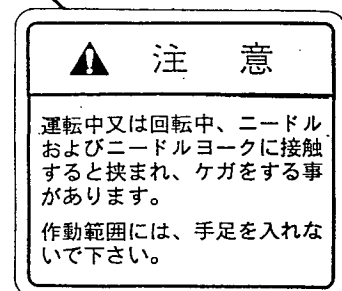 注意
運転中又は回転中、ニードル
およびニードルヨークに接触
すると挟まれ、ケガをする事
があります。
作動範囲には、手足を入れな
いで下さい。